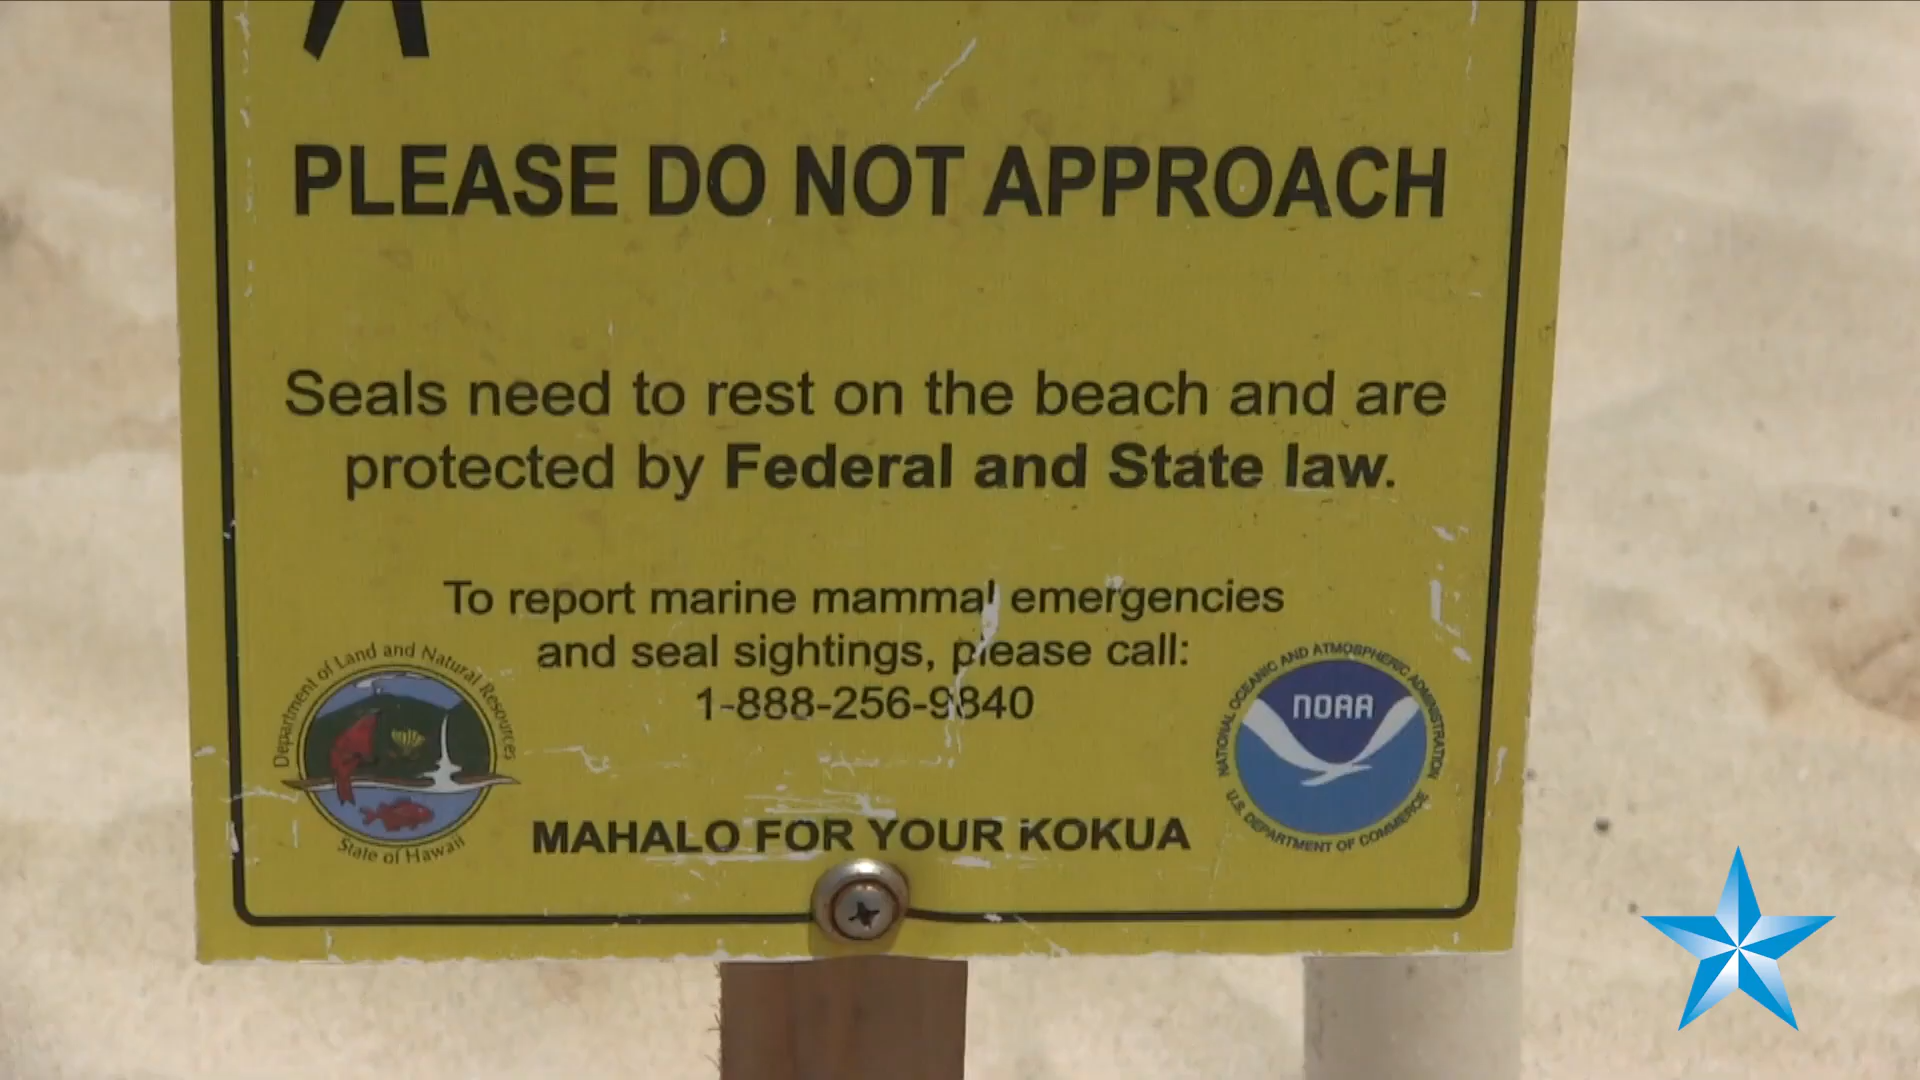 PLEASE DO NOT APPROACH
Seals need to rest on the beach and are
protected by Federal and State law.
To report marine mammal emergencies
and seal sightings, please call:
1-888-256-9840
Department of Land and Natural Resources
State of Hawaii
NATIONAL OCEANIC AND ATMOSPHERIC ADMINISTRATION
NOAA
U.S. DEPARTMENT OF COMMERCE
MAHALO FOR YOUR KOKUA